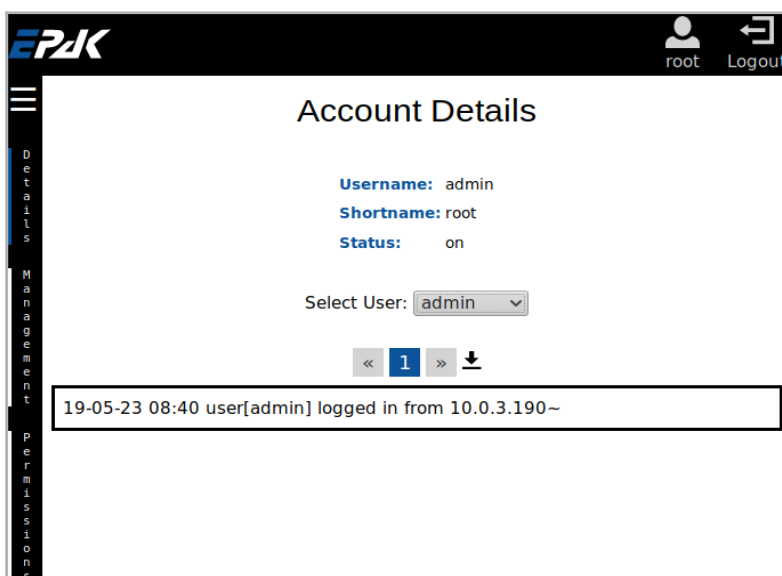 EPdK
root Logout
Account Details
Details
Username: admin
Shortname: root
Status: on
Management
Select User: admin
« 1 »
19-05-23 08:40 user[admin] logged in from 10.0.3.190~
Permissions